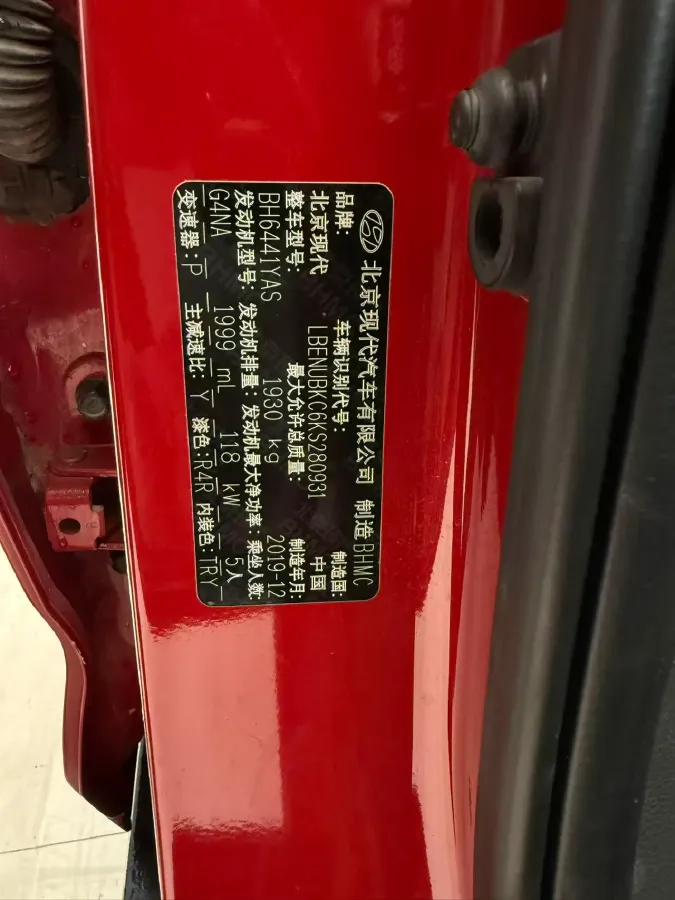 北京现代汽车有限公司 制造 BHMC
品牌: 车辆识别代号: 制造国:
北京现代 LBENUBKC6KS280931 中国
整车型号: 最大允许总质量: 制造年月:
BH6441YAS 1930 kg 2019-12
发动机型号: 发动机排量: 发动机最大净功率: 乘坐人数:
G4NA 1999 mL 118 kW 5人
变速器: P 主减速比: Y 漆色: R4R 内装色: TRY